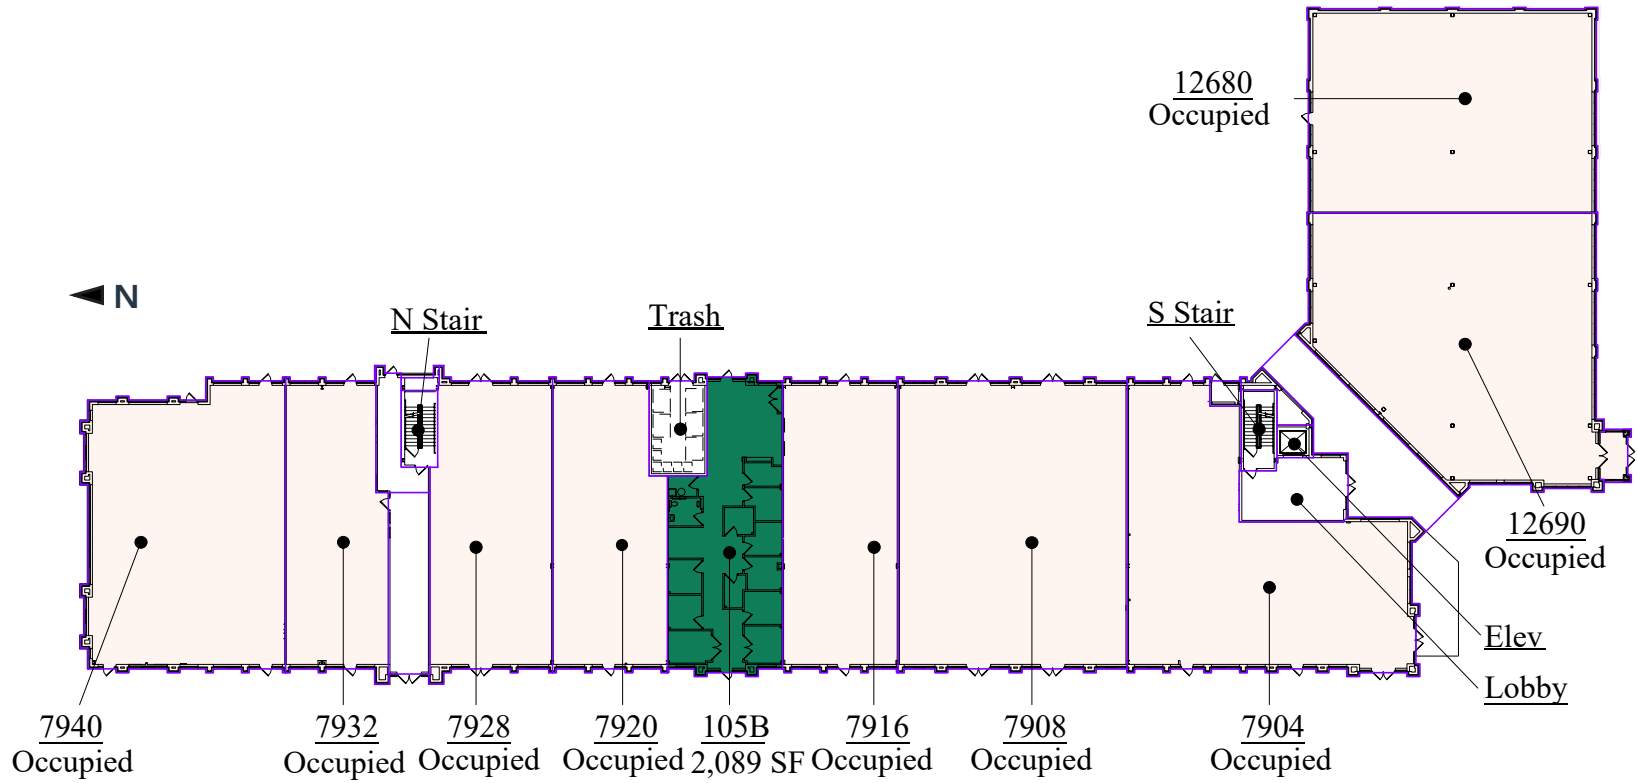 12680
Occupied
N
N Stair
Trash
S Stair
12690
Occupied
Elev
Lobby
7940
Occupied
7932
Occupied
7928
Occupied
7920
Occupied
105B
2,089 SF
7916
Occupied
7908
Occupied
7904
Occupied